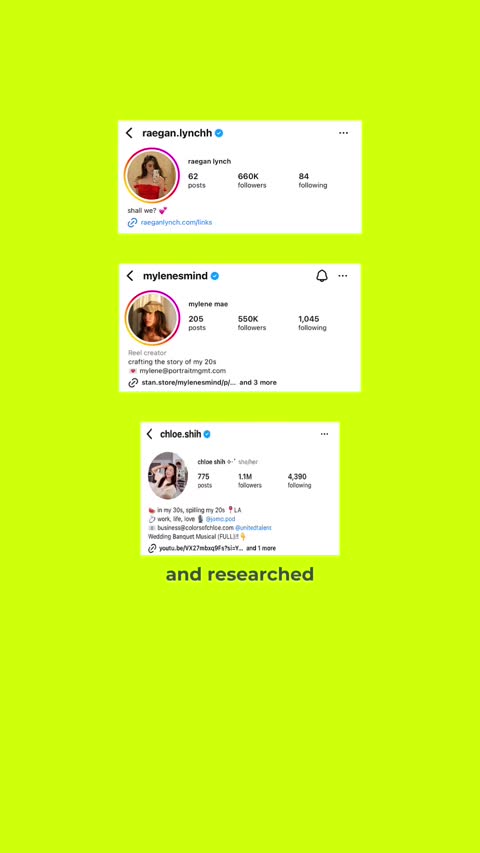 raegan.lynchh
raegan lynch
62 660K 84
posts followers following
shall we? 💞
raeganlynch.com/links
mylenesmind
mylene mae
205 550K 1,045
posts followers following
Reel creator
crafting the story of my 20s
💌 mylene@portraitmgmt.com
stan.store/mylenesmind/p/... and 3 more
chloe.shih
chloe shih ⟡˙˚ she/her
775 1.1M 4,390
posts followers following
in my 30s, spilling my 20s 📍LA
work, life, love 🎙️ @jomo.pod
business@colorsofchloe.com @unitedtalent
Wedding Banquet Musical (FULL)!! 👇
youtu.be/VX27mbxq9Fs?si=Y... and 1 more
and researched